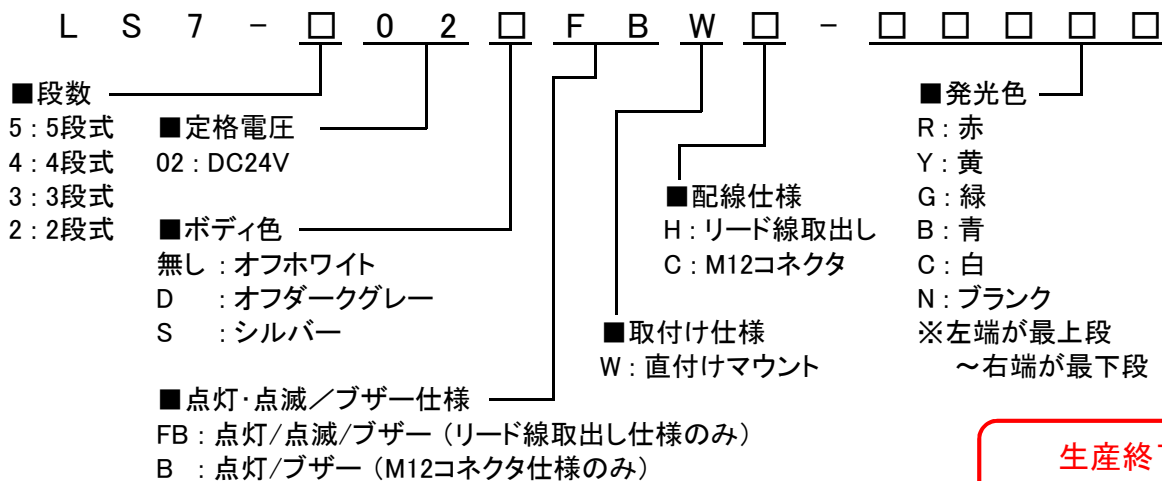 LS7-□02□FBW□-□□□□□
■段数
5：5段式
4：4段式
3：3段式
2：2段式
■定格電圧
02：DC24V
■ボディ色
無し：オフホワイト
D：オフダークグレー
S：シルバー
■点灯･点滅／ブザー仕様
FB：点灯/点滅/ブザー（リード線取出し仕様のみ）
B：点灯/ブザー（M12コネクタ仕様のみ）
■取付け仕様
W：直付けマウント
■配線仕様
H：リード線取出し
C：M12コネクタ
■発光色
R：赤
Y：黄
G：緑
B：青
C：白
N：ブランク
※左端が最上段
～右端が最下段
生産終